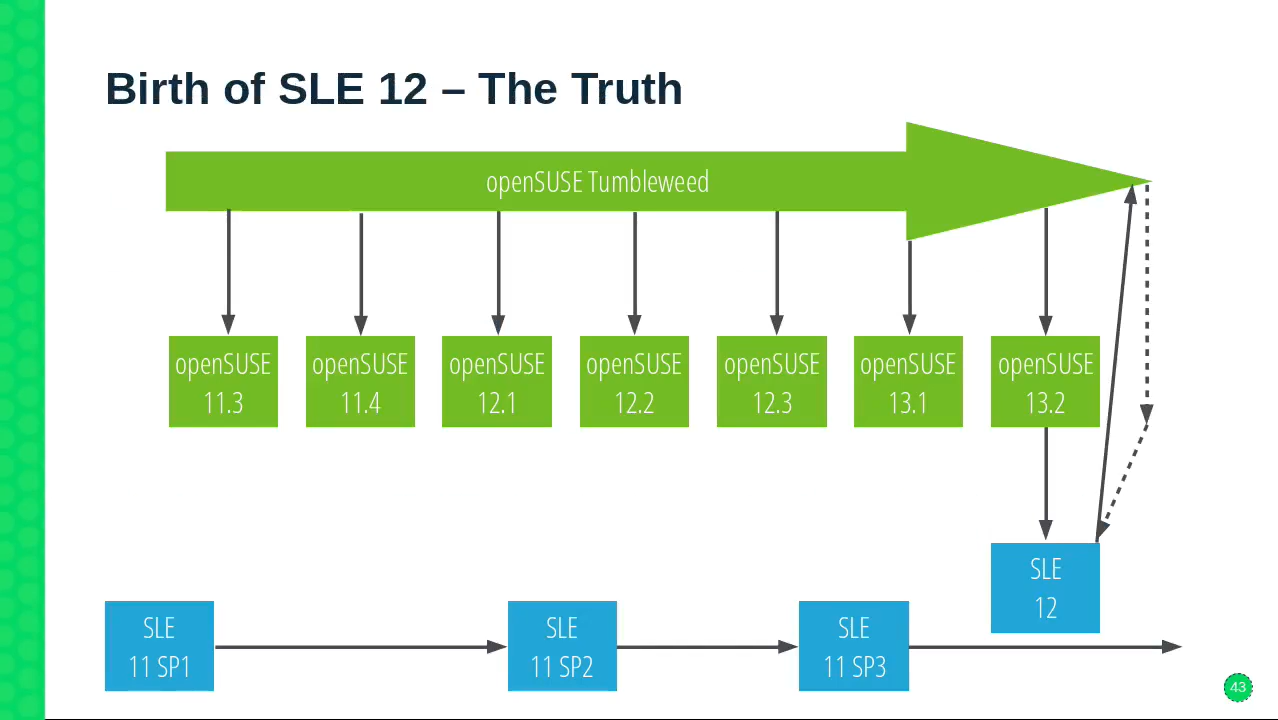 Birth of SLE 12 – The Truth
openSUSE Tumbleweed
openSUSE
11.3
openSUSE
11.4
openSUSE
12.1
openSUSE
12.2
openSUSE
12.3
openSUSE
13.1
openSUSE
13.2
SLE
12
SLE
11 SP1
SLE
11 SP2
SLE
11 SP3
43